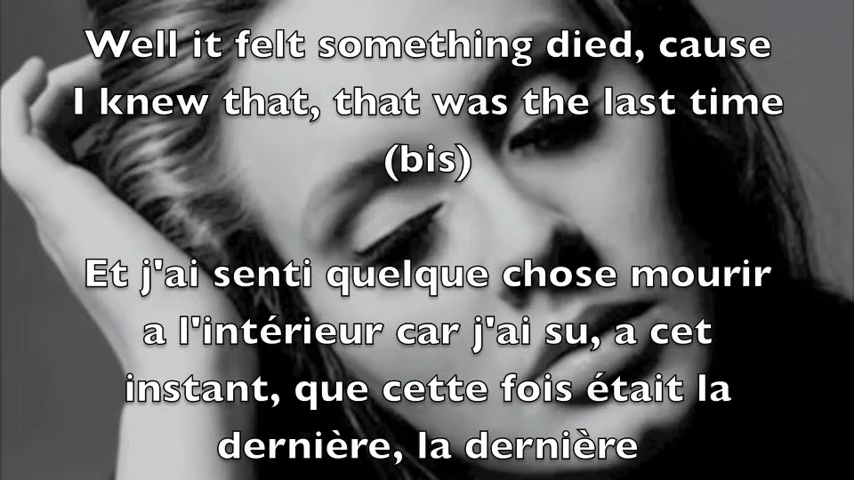 Well it felt something died, cause
I knew that, that was the last time
(bis)
Et j'ai senti quelque chose mourir
a l'intérieur car j'ai su, a cet
instant, que cette fois était la
dernière, la dernière